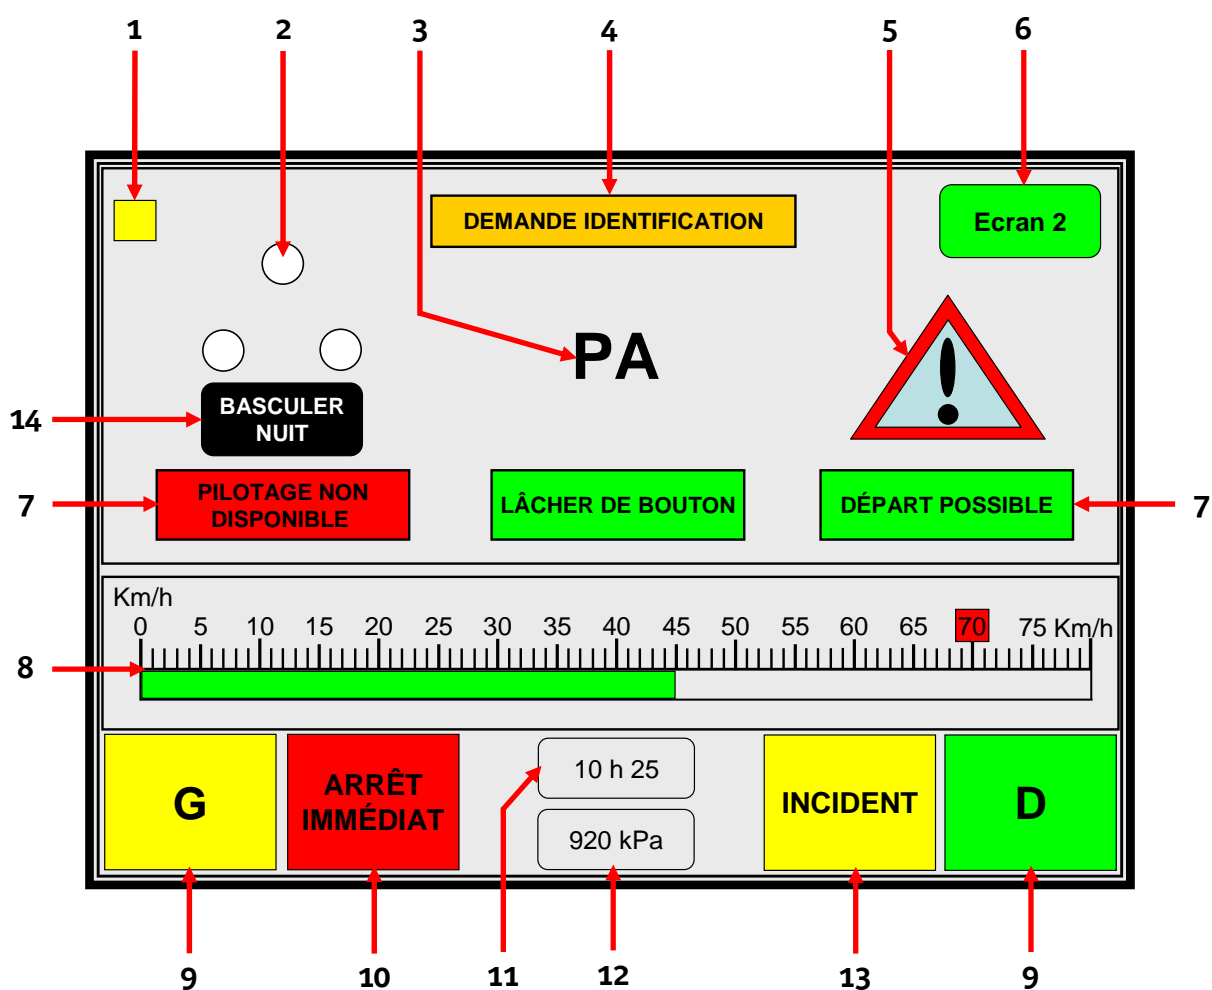 1 2 3 4 5 6
DEMANDE IDENTIFICATION
Ecran 2
PA
14
BASCULER
NUIT
7
PILOTAGE NON
DISPONIBLE
LÂCHER DE BOUTON
DÉPART POSSIBLE
7
Km/h
0 5 10 15 20 25 30 35 40 45 50 55 60 65 70 75 Km/h
8
G
ARRÊT
IMMÉDIAT
10 h 25
920 kPa
INCIDENT
D
9 10 11 12 13 9